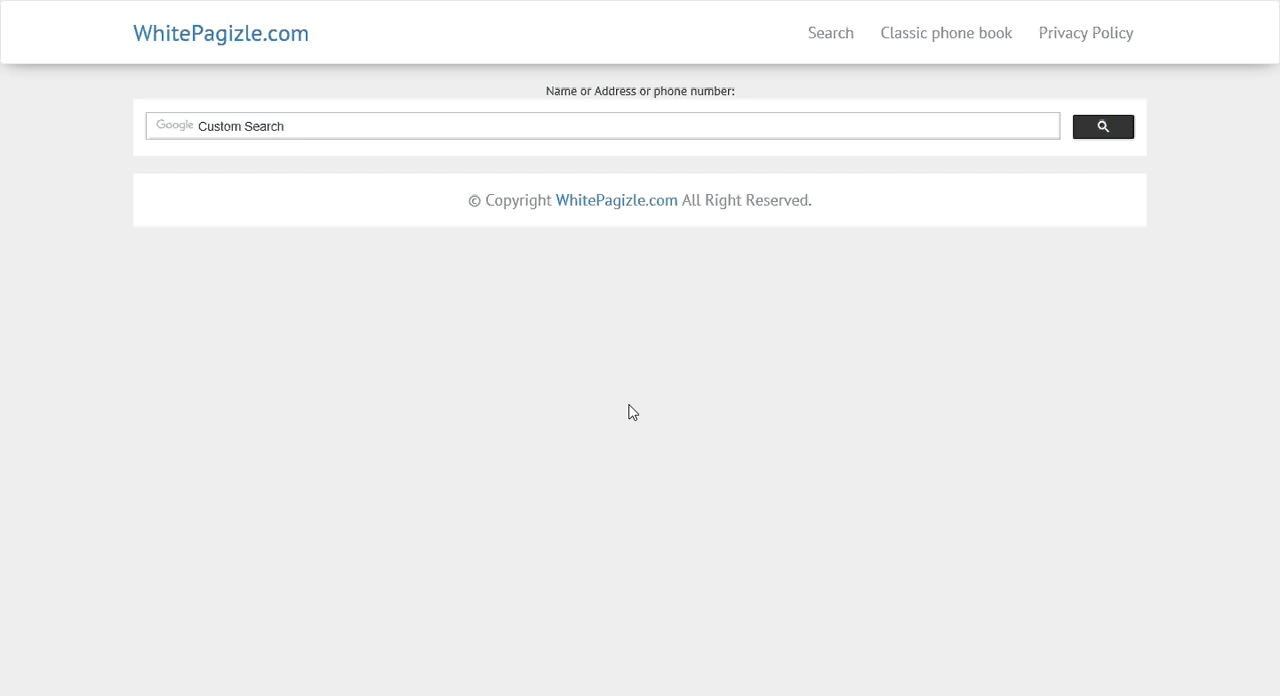 WhitePagizle.com
Search Classic phone book Privacy Policy
Name or Address or phone number:
Google Custom Search
© Copyright WhitePagizle.com All Right Reserved.